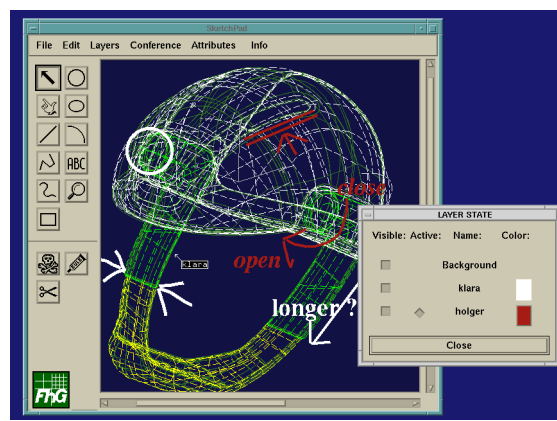 SketchPad
File Edit Layers Conference Attributes Info
ABC
close
open
klara
longer ?
LAYER STATE
Visible: Active: Name: Color:
Background
klara
holger
Close
FhG